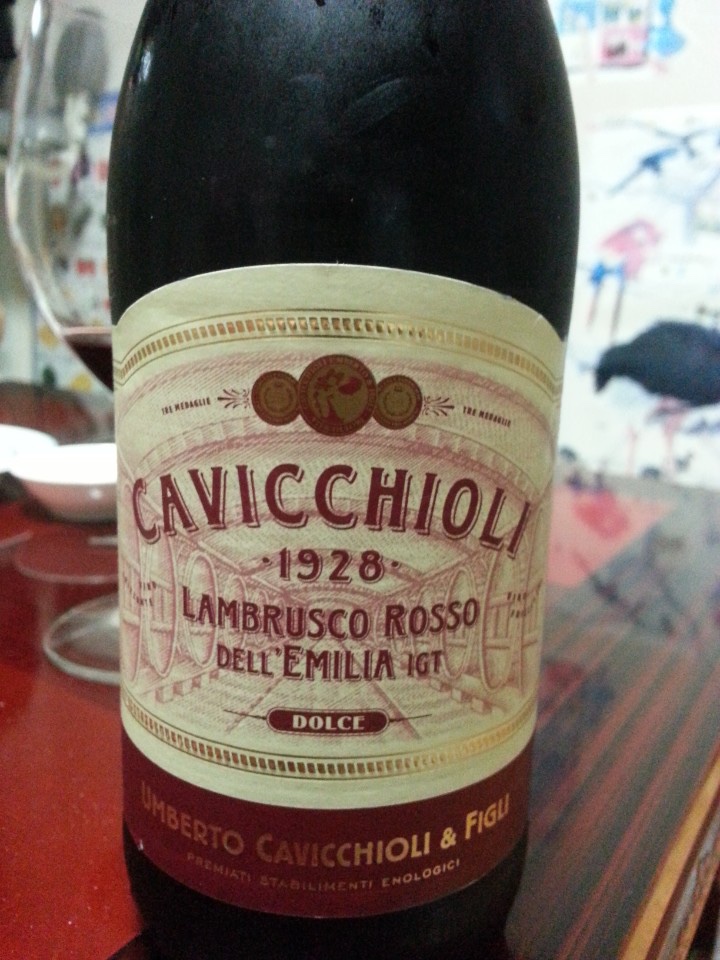 TRE MEDAGLIE TRE MEDAGLIE
CAVICCHIOLI
·1928·
LAMBRUSCO ROSSO
DELL'EMILIA IGT
DOLCE
UMBERTO CAVICCHIOLI & FIGLI
PREMIATI STABILIMENTI ENOLOGICI